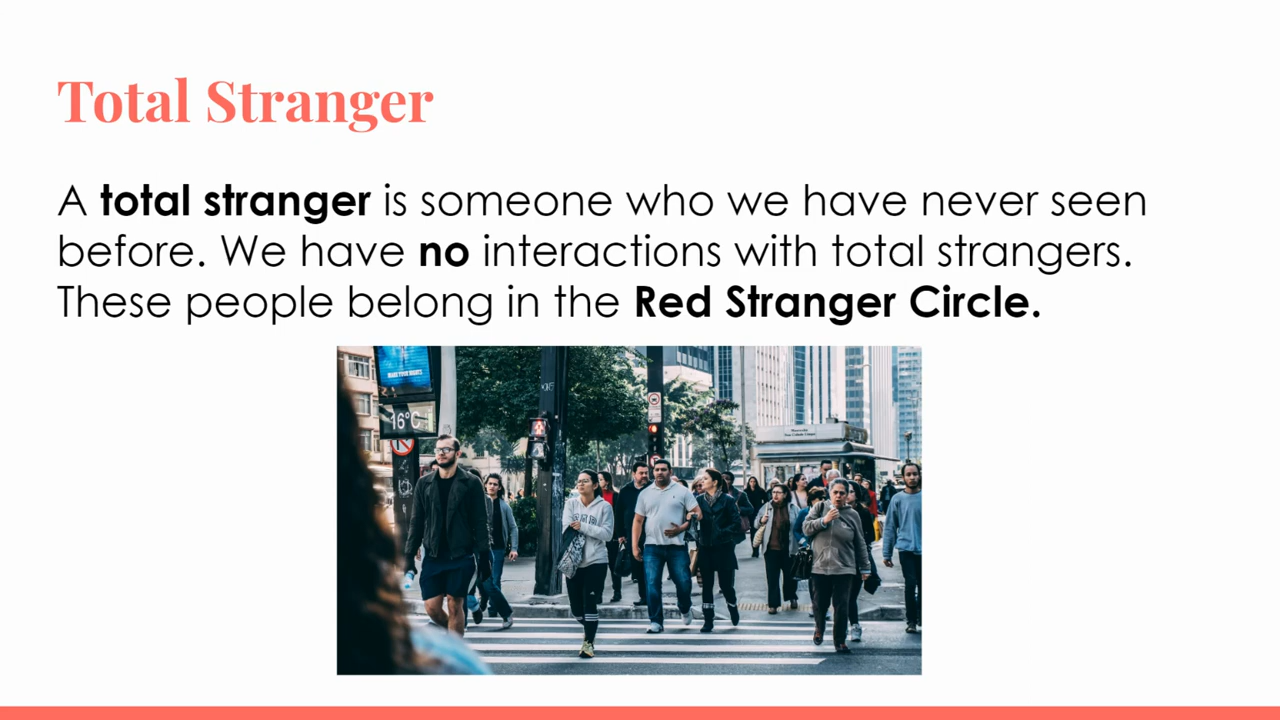 Total Stranger
A total stranger is someone who we have never seen
before. We have no interactions with total strangers.
These people belong in the Red Stranger Circle.
16°C